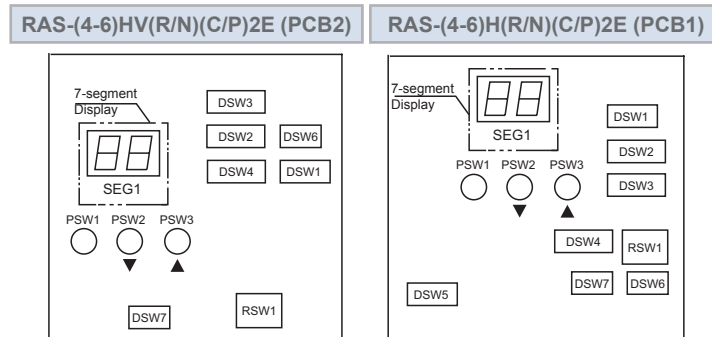 RAS-(4-6)HV(R/N)(C/P)2E (PCB2)
7-segment
Display
SEG1
DSW3
DSW2 DSW6
DSW4 DSW1
PSW1 PSW2 PSW3
▼ ▲
DSW7 RSW1
RAS-(4-6)H(R/N)(C/P)2E (PCB1)
7-segment
Display
SEG1
DSW1
DSW2
DSW3
PSW1 PSW2 PSW3
▼ ▲
DSW4 RSW1
DSW5 DSW7 DSW6